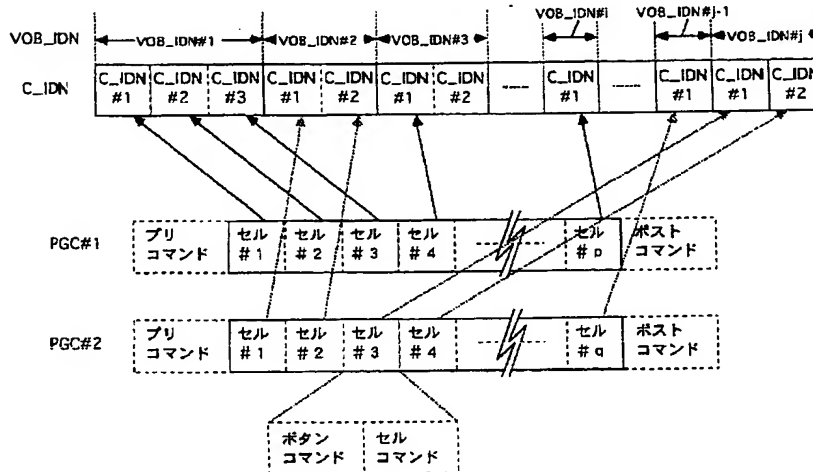 VOB_IDN VOB_IDN#1 VOB_IDN#2 VOB_IDN#3 VOB_IDN#i VOB_IDN#j-1 VOB_IDN#j
C_IDN C_IDN #1 C_IDN #2 C_IDN #3 C_IDN #1 C_IDN #2 C_IDN #1 C_IDN #2 C_IDN #1 C_IDN #1 C_IDN #1 C_IDN #2
PGC#1 プリ コマンド セル #1 セル #2 セル #3 セル #4 セル #p ポスト コマンド
PGC#2 プリ コマンド セル #1 セル #2 セル #3 セル #4 セル #q ポスト コマンド
ボタン コマンド セル コマンド